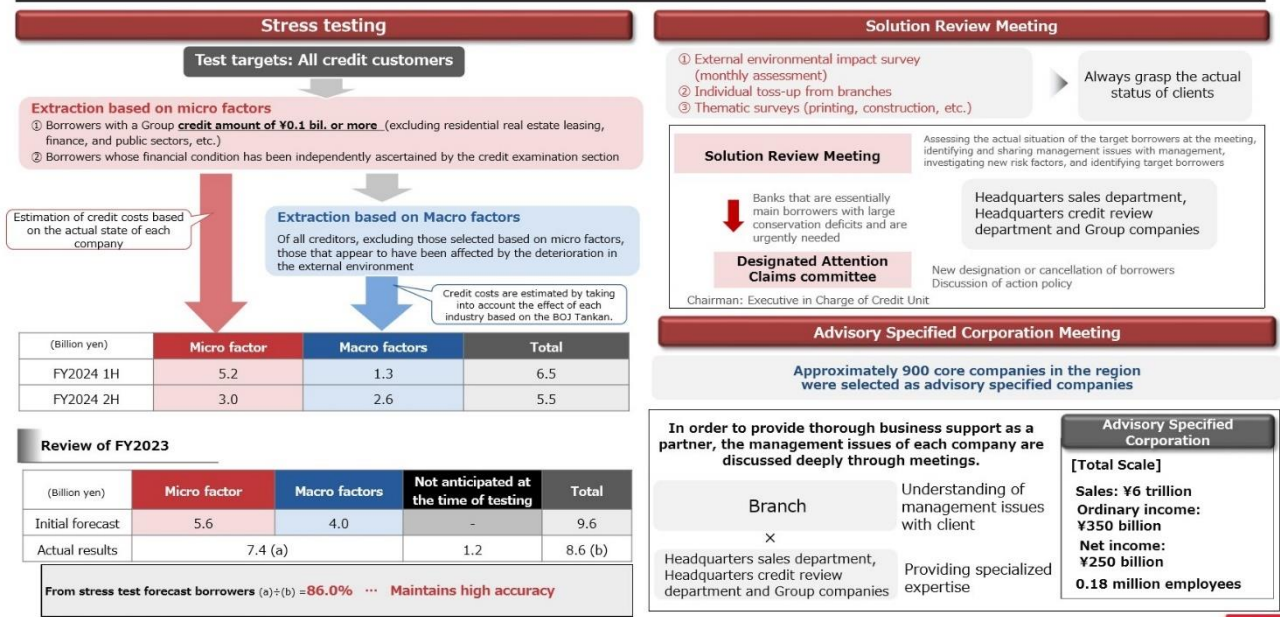 Stress testing
Test targets: All credit customers
Extraction based on micro factors
① Borrowers with a Group credit amount of ¥0.1 bil. or more (excluding residential real estate leasing,
finance, and public sectors, etc.)
② Borrowers whose financial condition has been independently ascertained by the credit examination section
Estimation of credit costs based
on the actual state of each
company
Extraction based on Macro factors
Of all creditors, excluding those selected based on micro factors,
those that appear to have been affected by the deterioration in
the external environment
Credit costs are estimated by taking
into account the effect of each
industry based on the BOJ Tankan.
(Billion yen) Micro factor Macro factors Total
FY2024 1H 5.2 1.3 6.5
FY2024 2H 3.0 2.6 5.5
Review of FY2023
(Billion yen) Micro factor Macro factors Not anticipated at
the time of testing Total
Initial forecast 5.6 4.0 - 9.6
Actual results 7.4 (a) 1.2 8.6 (b)
From stress test forecast borrowers (a)÷(b) =86.0% ··· Maintains high accuracy
Solution Review Meeting
① External environmental impact survey
(monthly assessment)
② Individual toss-up from branches
③ Thematic surveys (printing, construction, etc.)
Always grasp the actual
status of clients
Solution Review Meeting
Assessing the actual situation of the target borrowers at the meeting,
identifying and sharing management issues with management,
investigating new risk factors, and identifying target borrowers
Banks that are essentially
main borrowers with large
conservation deficits and are
urgently needed
Headquarters sales department,
Headquarters credit review
department and Group companies
Designated Attention
Claims committee
New designation or cancellation of borrowers
Discussion of action policy
Chairman: Executive in Charge of Credit Unit
Advisory Specified Corporation Meeting
Approximately 900 core companies in the region
were selected as advisory specified companies
In order to provide thorough business support as a
partner, the management issues of each company are
discussed deeply through meetings.
Branch
Understanding of
management issues
with client
×
Headquarters sales department,
Headquarters credit review
department and Group companies
Providing specialized
expertise
Advisory Specified
Corporation
[Total Scale]
Sales: ¥6 trillion
Ordinary income:
¥350 billion
Net income:
¥250 billion
0.18 million employees